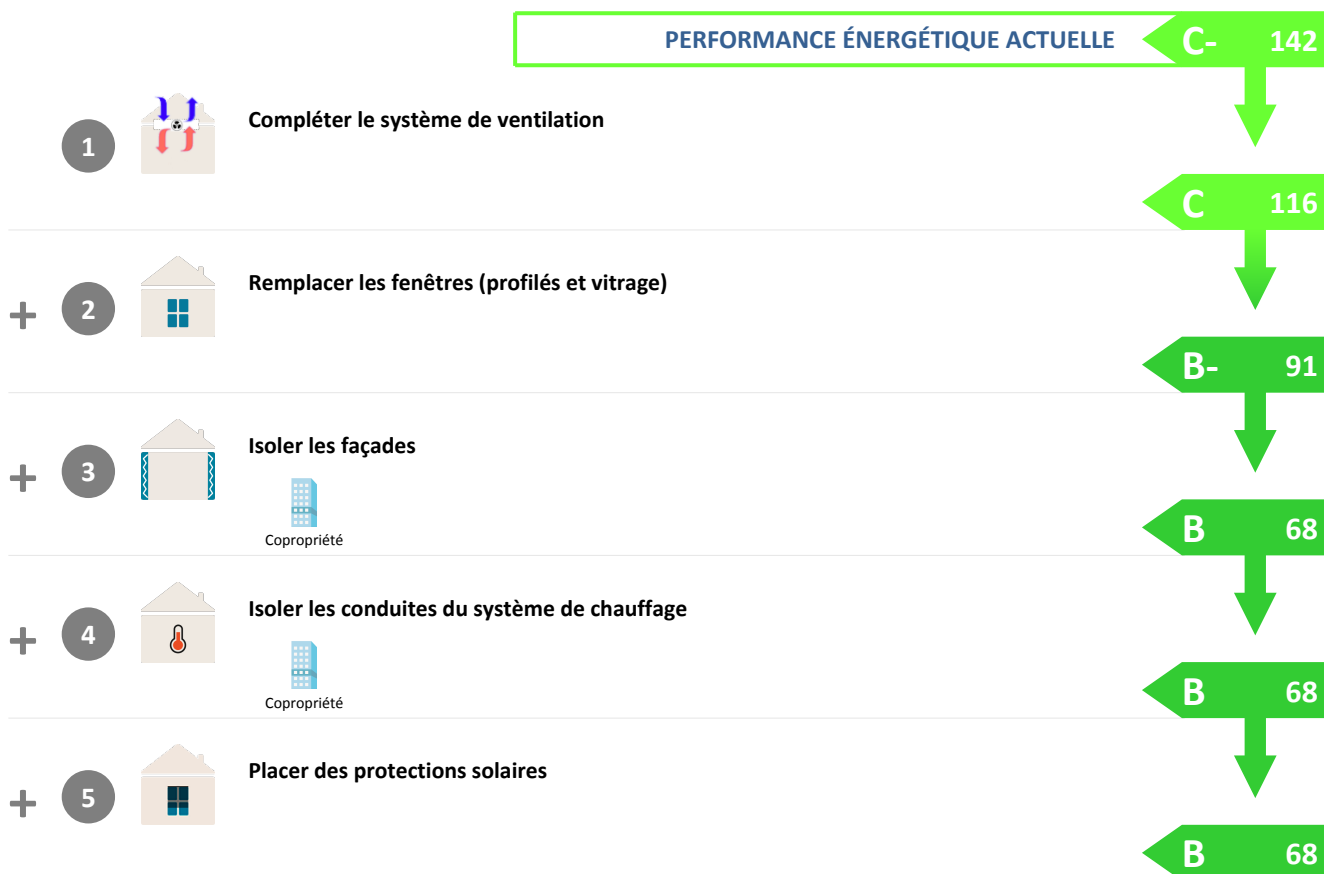 PERFORMANCE ÉNERGÉTIQUE ACTUELLE C- 142
1 Compléter le système de ventilation
C 116
+ 2 Remplacer les fenêtres (profilés et vitrage)
B- 91
+ 3 Isoler les façades
Copropriété
B 68
+ 4 Isoler les conduites du système de chauffage
Copropriété
B 68
+ 5 Placer des protections solaires
B 68